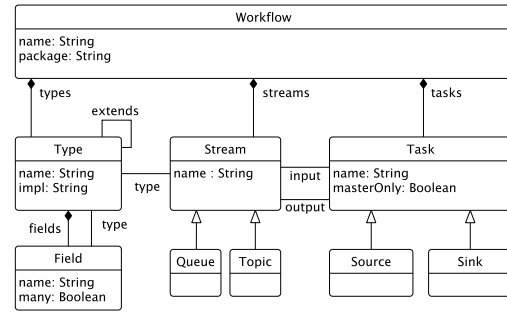 Workflow
name: String
package: String
types
streams
tasks
extends
Type
name: String
impl: String
type
Stream
name : String
input
output
Task
name: String
masterOnly: Boolean
fields
type
Field
name: String
many: Boolean
Queue
Topic
Source
Sink